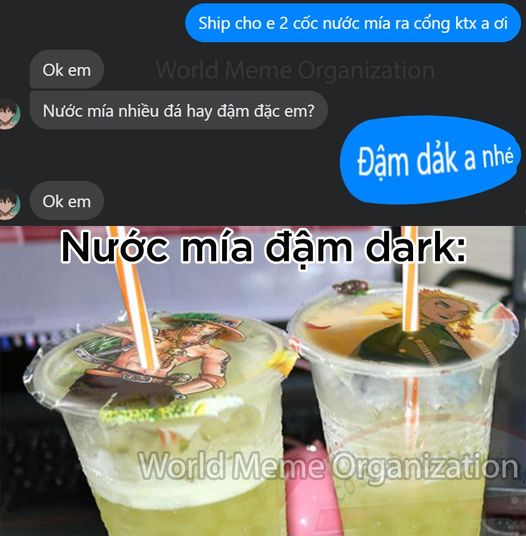 Ship cho e 2 cốc nước mía ra cổng ktx a ơi
Ok em
World Meme Organization
Nước mía nhiều đá hay đậm đặc em?
Đậm dảk a nhé
Ok em
Nước mía đậm dark:
World Meme Organization